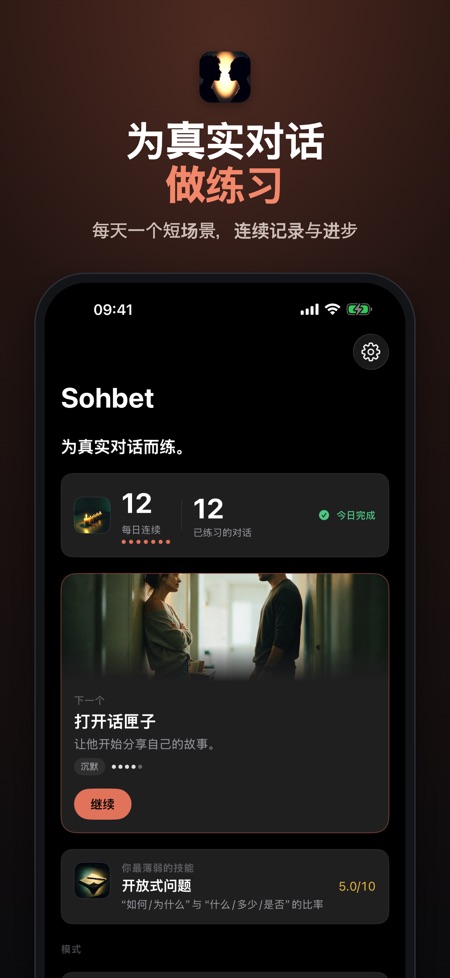 为真实对话
做练习
每天一个短场景，连续记录与进步
09:41
Sohbet
为真实对话而练。
12
每日连续
12
已练习的对话
今日完成
下一个
打开话匣子
让他开始分享自己的故事。
沉默
继续
你最薄弱的技能
开放式问题
5.0/10
“如何/为什么”与“什么/多少/是否”的比率
模式